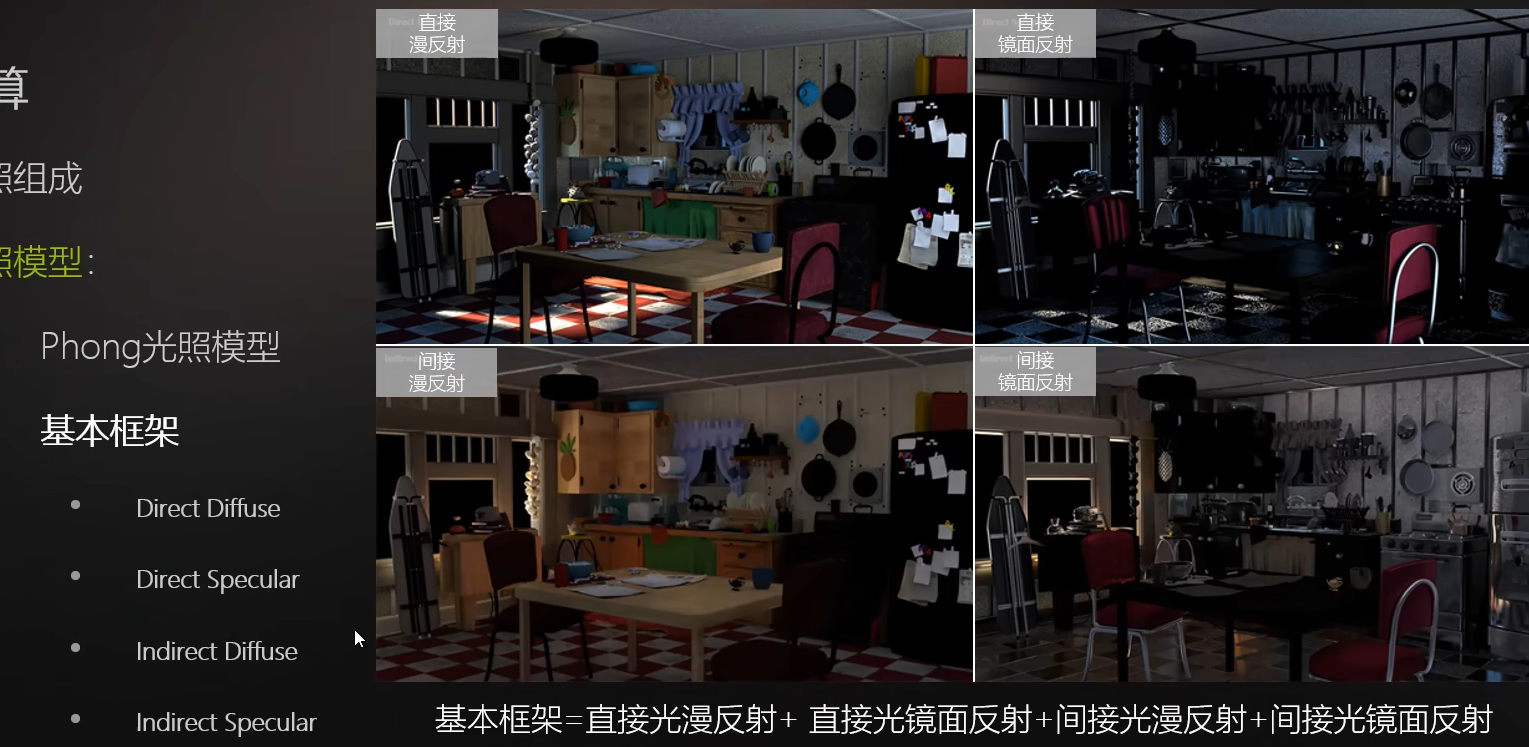 算
照组成
照模型：
Phong光照模型
基本框架
Direct Diffuse
Direct Specular
Indirect Diffuse
Indirect Specular
直接
漫反射
直接
镜面反射
间接
漫反射
间接
镜面反射
基本框架=直接光漫反射+ 直接光镜面反射+间接光漫反射+间接光镜面反射